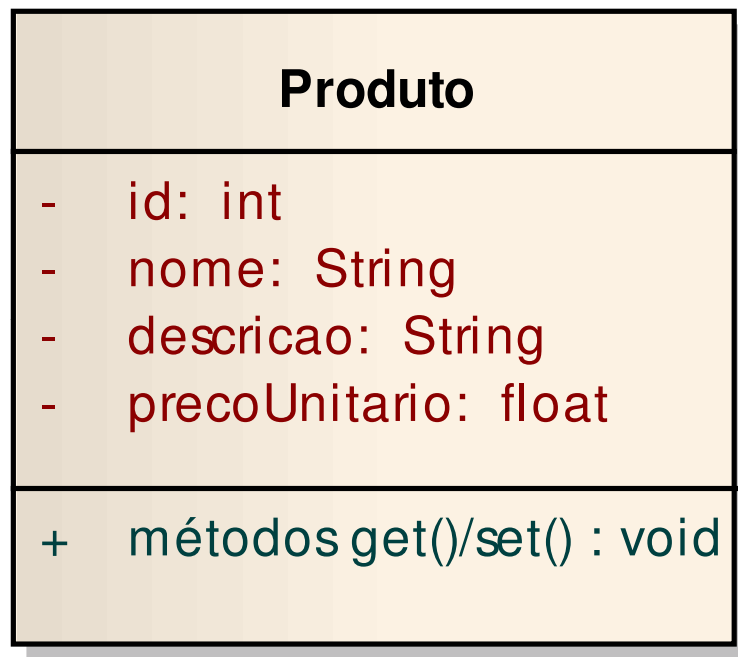 Produto
- id: int
- nome: String
- descricao: String
- precoUnitario: float
+ métodos get()/set() : void